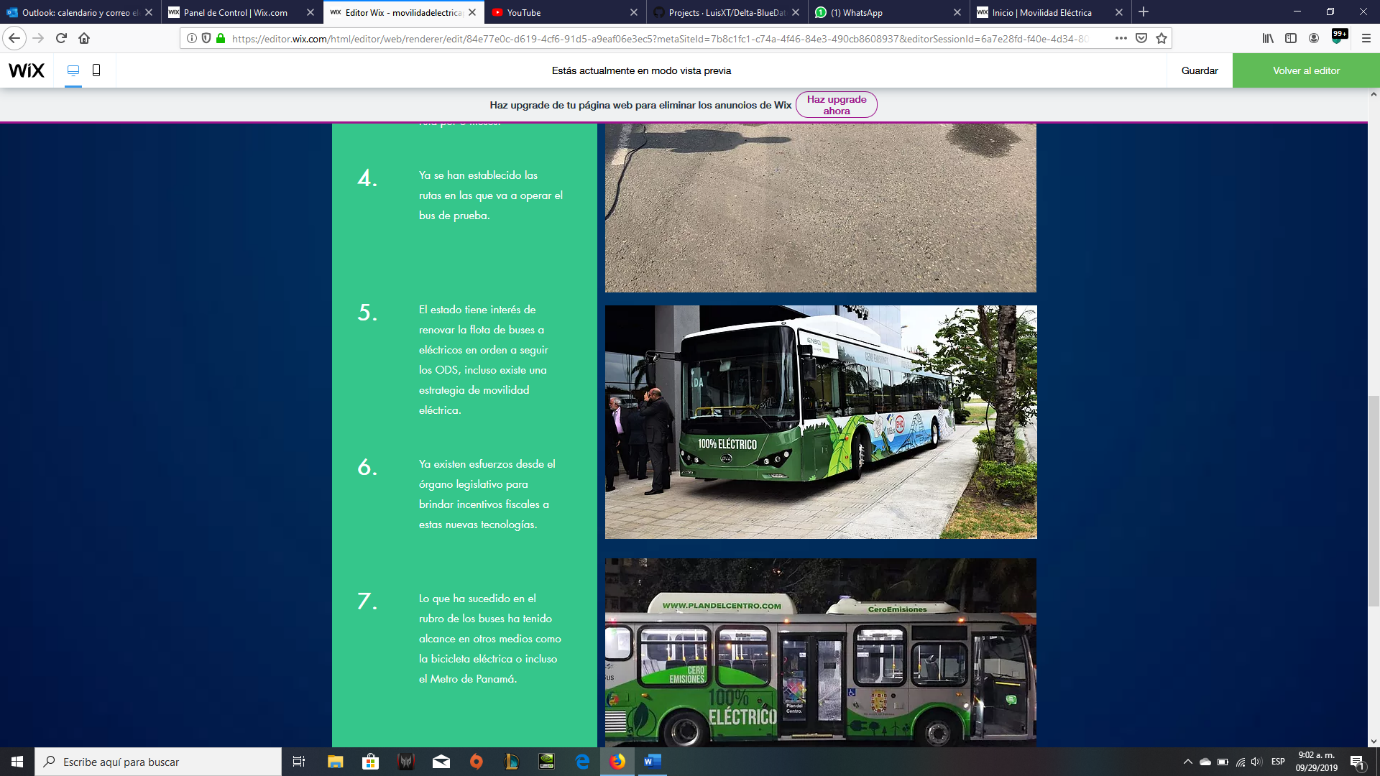 Outlook: calendario y correo el
Panel de Control | Wix.com
WIX Editor Wix - movilidadelectrica
YouTube
Projects · LuisXT/Delta-BlueDat
(1) WhatsApp
Inicio | Movilidad Eléctrica
https://editor.wix.com/html/editor/web/renderer/edit/84e77e0c-d619-4cf6-91d5-a9eaf06e3ec5?metaSiteId=7b8c1fc1-c74a-4f46-84e3-490cb8608937&editorSessionId=6a7e28fd-f40e-4d34-80
99+
WiX
Estás actualmente en modo vista previa
Guardar
Volver al editor
Haz upgrade de tu página web para eliminar los anuncios de Wix
Haz upgrade
ahora
4.
Ya se han establecido las
rutas en las que va a operar el
bus de prueba.
5.
El estado tiene interés de
renovar la flota de buses a
eléctricos en orden a seguir
los ODS, incluso existe una
estrategia de movilidad
eléctrica.
100% ELÉCTRICO
BYD
6.
Ya existen esfuerzos desde el
órgano legislativo para
brindar incentivos fiscales a
estas nuevas tecnologías.
7.
Lo que ha sucedido en el
rubro de los buses ha tenido
alcance en otros medios como
la bicicleta eléctrica o incluso
el Metro de Panamá.
WWW.PLANDELCENTRO.COM
CeroEmisiones
CERO
EMISIONES
100%
ELÉCTRICO
Plan del
Centro.
Escribe aquí para buscar
ESP
9:02 a. m.
09/29/2019
1